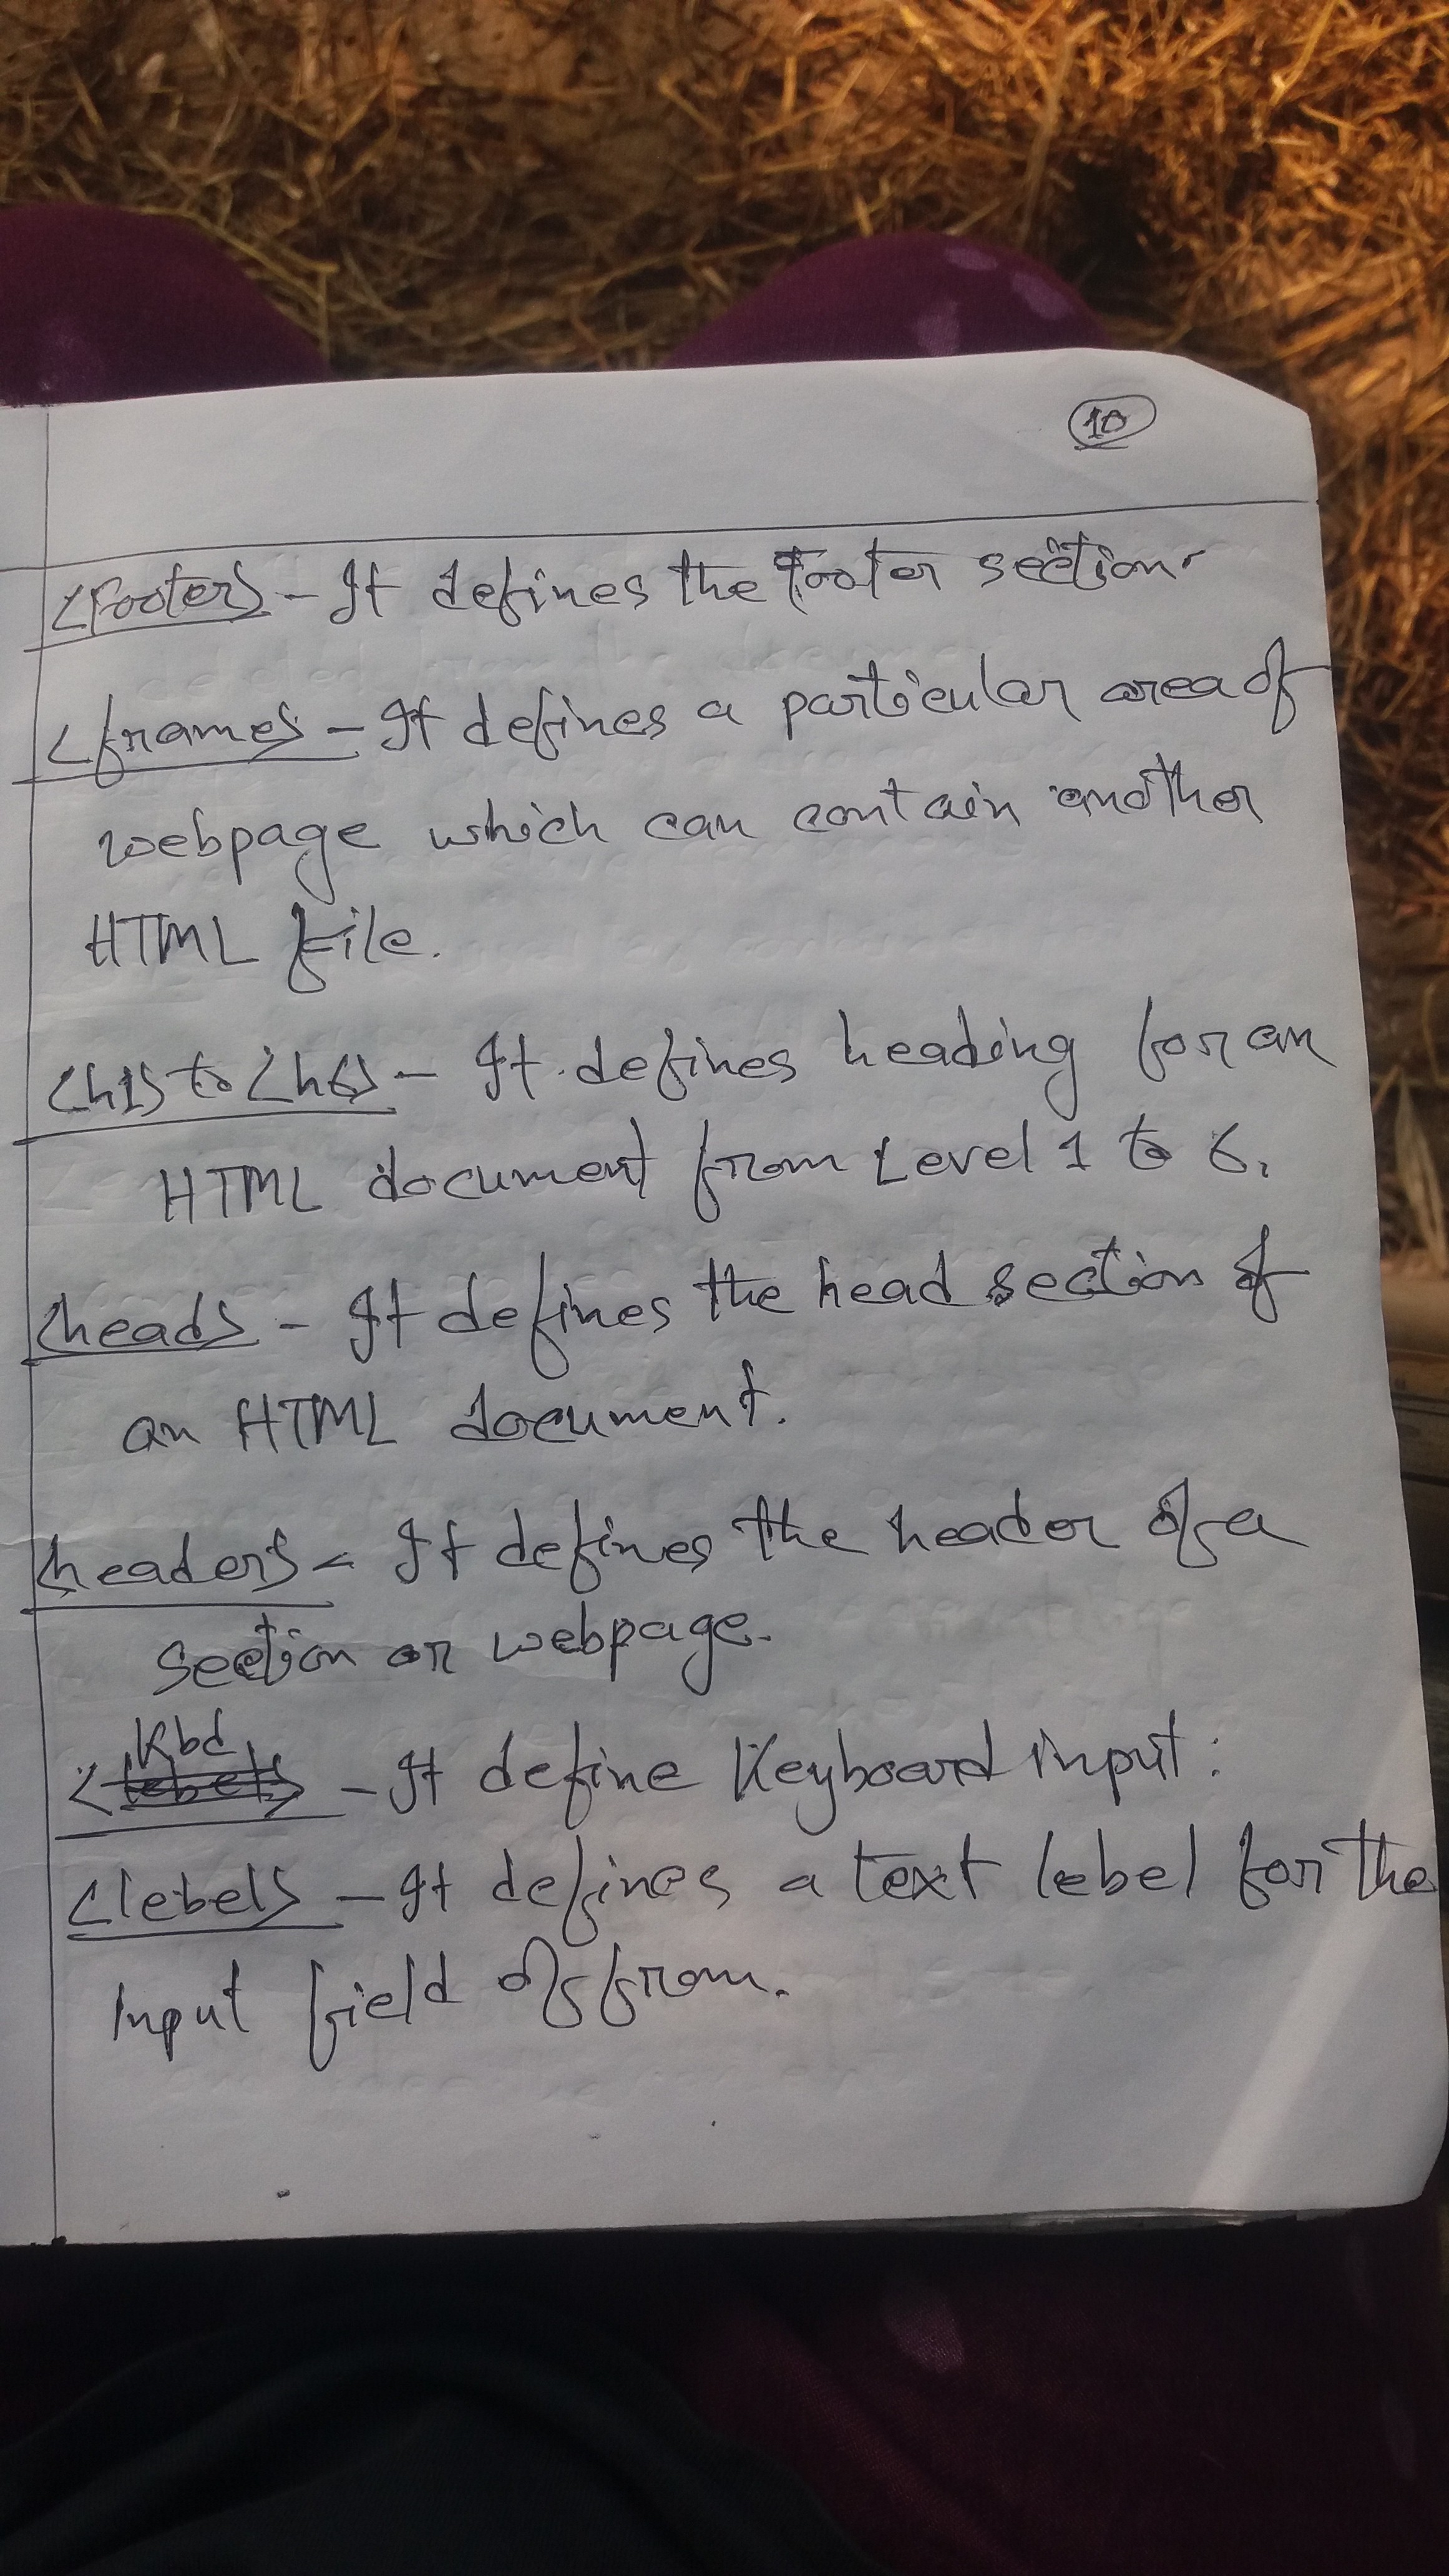 10
<footer> - It defines the footer section.
<frame> - It defines a particular area of
webpage which can contain another
HTML file.
<h1> to <h6> - It defines heading for an
HTML document from Level 1 to 6.
<head> - It defines the head section of
an HTML document.
<header> - It defines the header of a
section or webpage.
Kbd
<lebel> - It define Keyboard input:
<lebel> - It defines a text lebel for the
Input field of from.